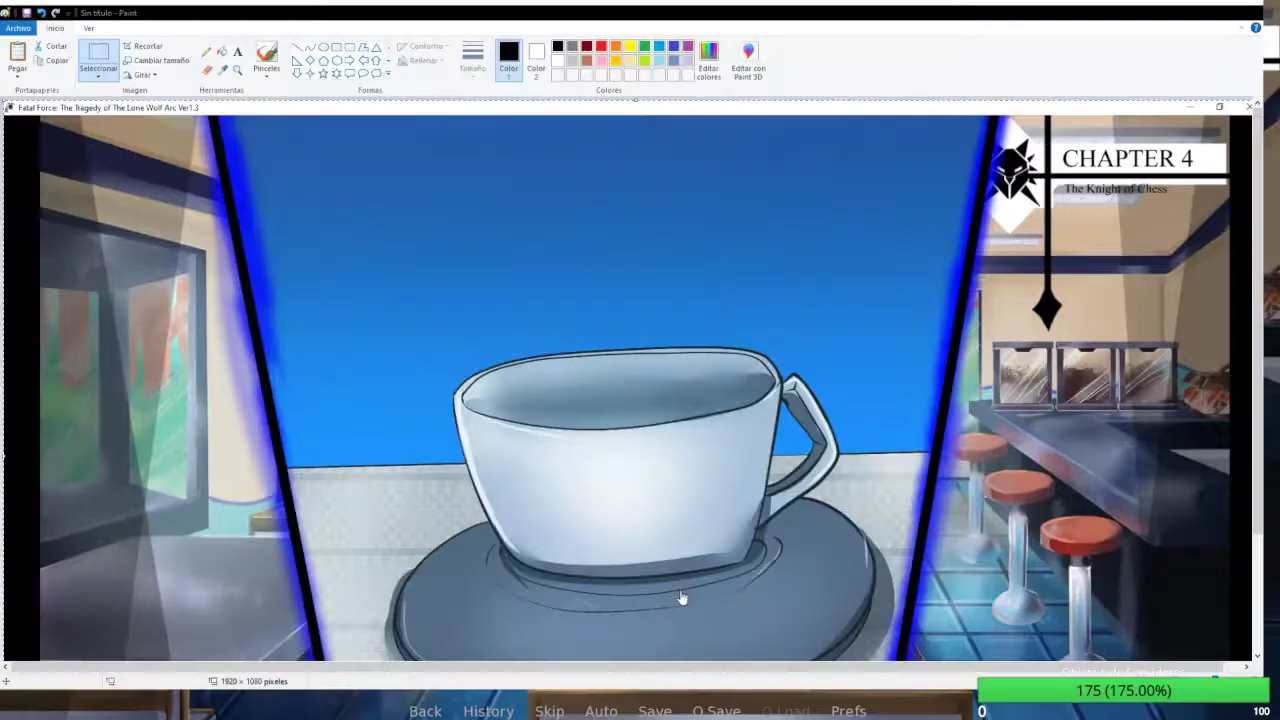 Sin título - Paint
Archivo Inicio Ver
Pegar
Cortar
Copiar
Seleccionar
Recortar
Cambiar tamaño
Girar
A
Pinceles
Conforno
Rellenar
Tamaño
Color 1
Color 2
Editar colores
Editar con Paint 3D
Portapapeles Imagen Herramientas Formas Colores
Fatal Force: The Tragedy of The Lone Wolf Arc Ver1.3
CHAPTER 4
The Knight of Chess
1920 × 1080 píxeles
175 (175.00%)
0 100
Back History Skip Auto Save Q.Save Q.Load Prefs